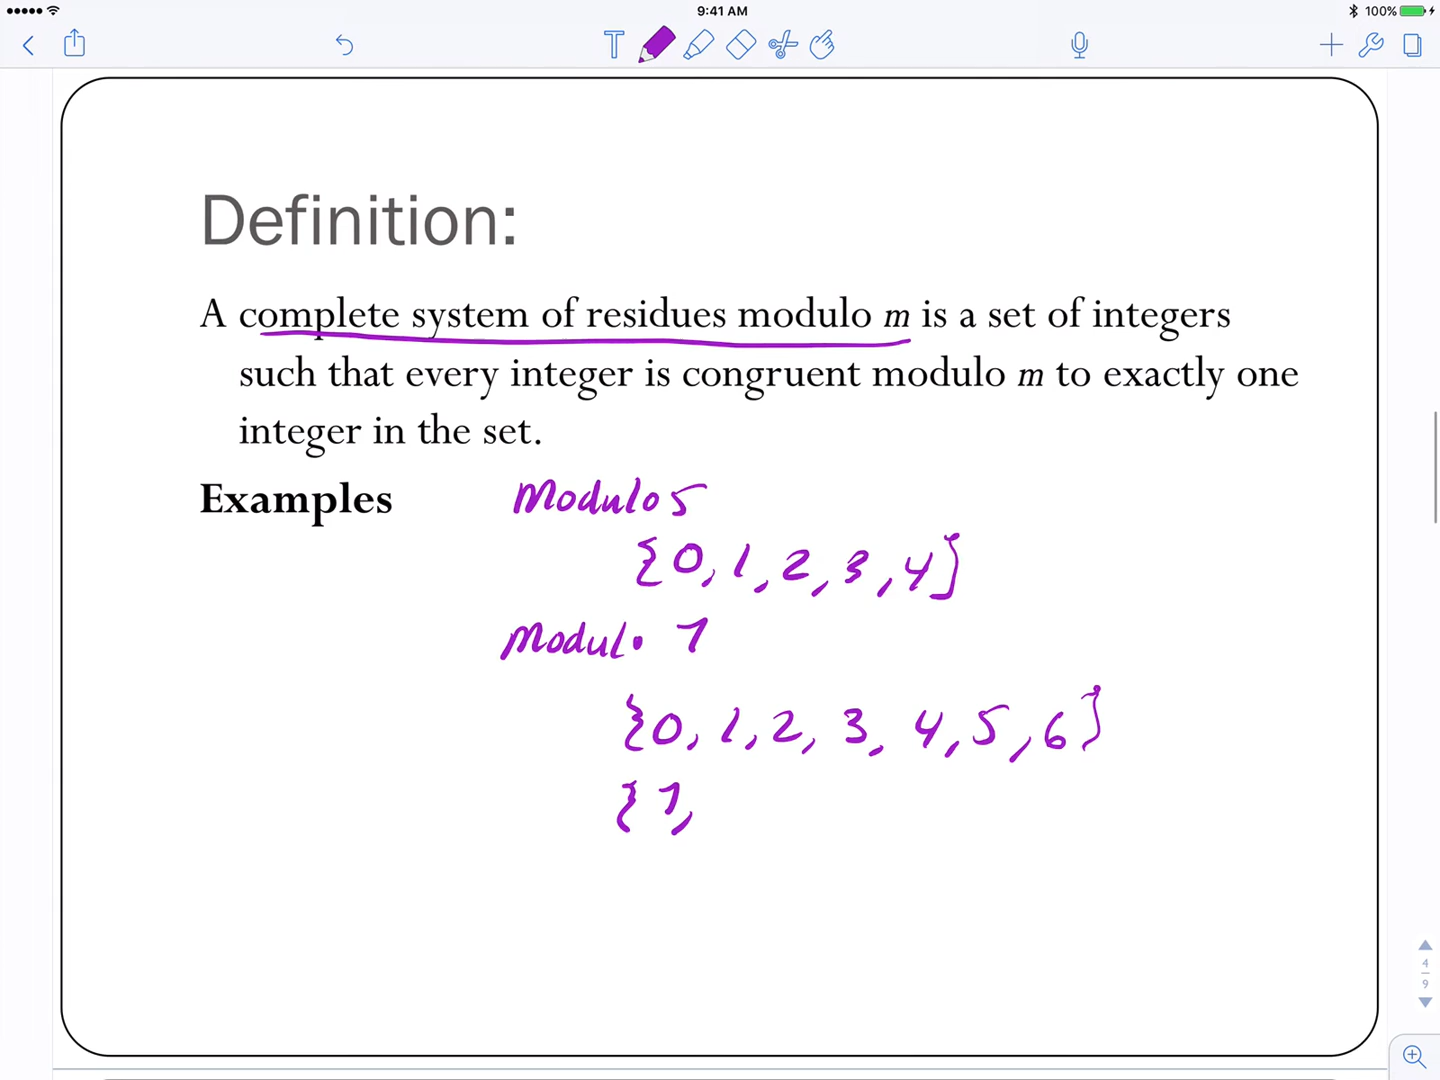 9:41 AM
100%
T
Definition:
A complete system of residues modulo m is a set of integers
such that every integer is congruent modulo m to exactly one
integer in the set.
Examples
Modulo 5
{0, 1, 2, 3, 4}
Modulo 7
{0, 1, 2, 3, 4, 5, 6}
{7,
4
9